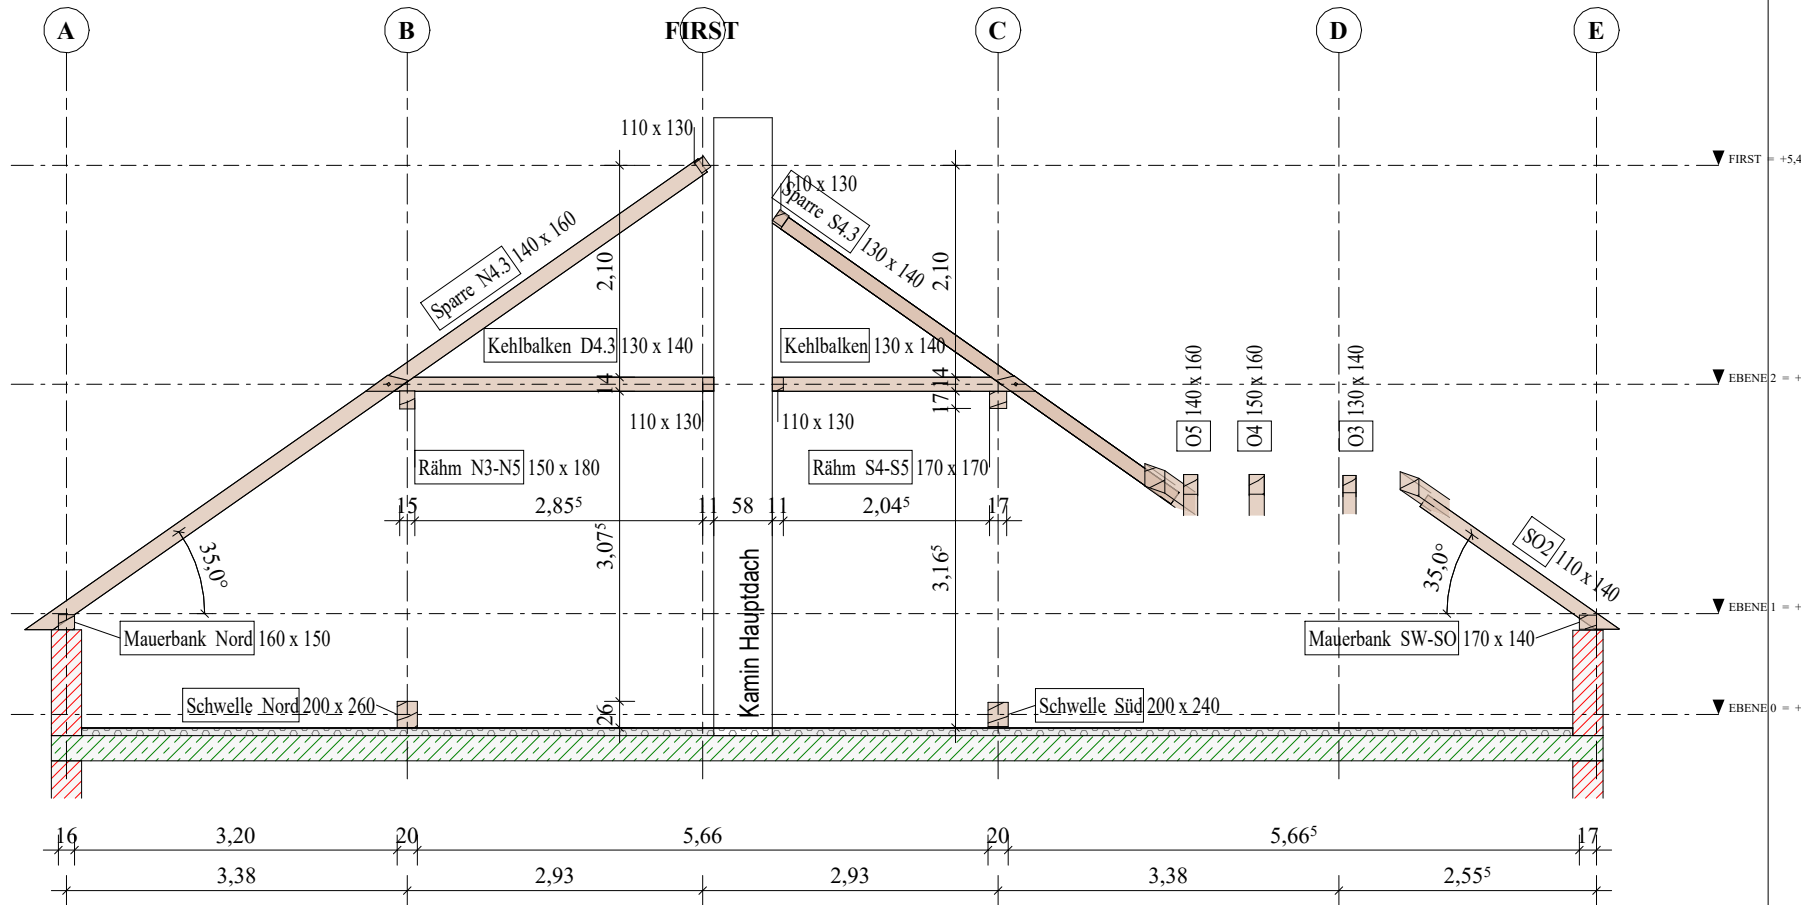 A B FIRST C D E
110 x 130
FIRST = +5,4
110 x 130
Sparre S4.3 130 x 140
Sparre N4.3 140 x 160
2,10
2,10
Kehlbalken D4.3 130 x 140
Kehlbalken 130 x 140
14
14
EBENE 2 = +
17
110 x 130
110 x 130
O5 140 x 160
O4 150 x 160
O3 130 x 140
Rähm N3-N5 150 x 180
Rähm S4-S5 170 x 170
15 2,85⁵ 11 58 11 2,04⁵ 17
3,07⁵
3,16⁵
35,0°
35,0°
SO2 110 x 140
EBENE 1 = +
Mauerbank Nord 160 x 150
Mauerbank SW-SO 170 x 140
Kamin Hauptdach
Schwelle Nord 200 x 260
26
Schwelle Süd 200 x 240
EBENE 0 = +
16 3,20 20 5,66 20 5,66⁵ 17
3,38 2,93 2,93 3,38 2,55⁵